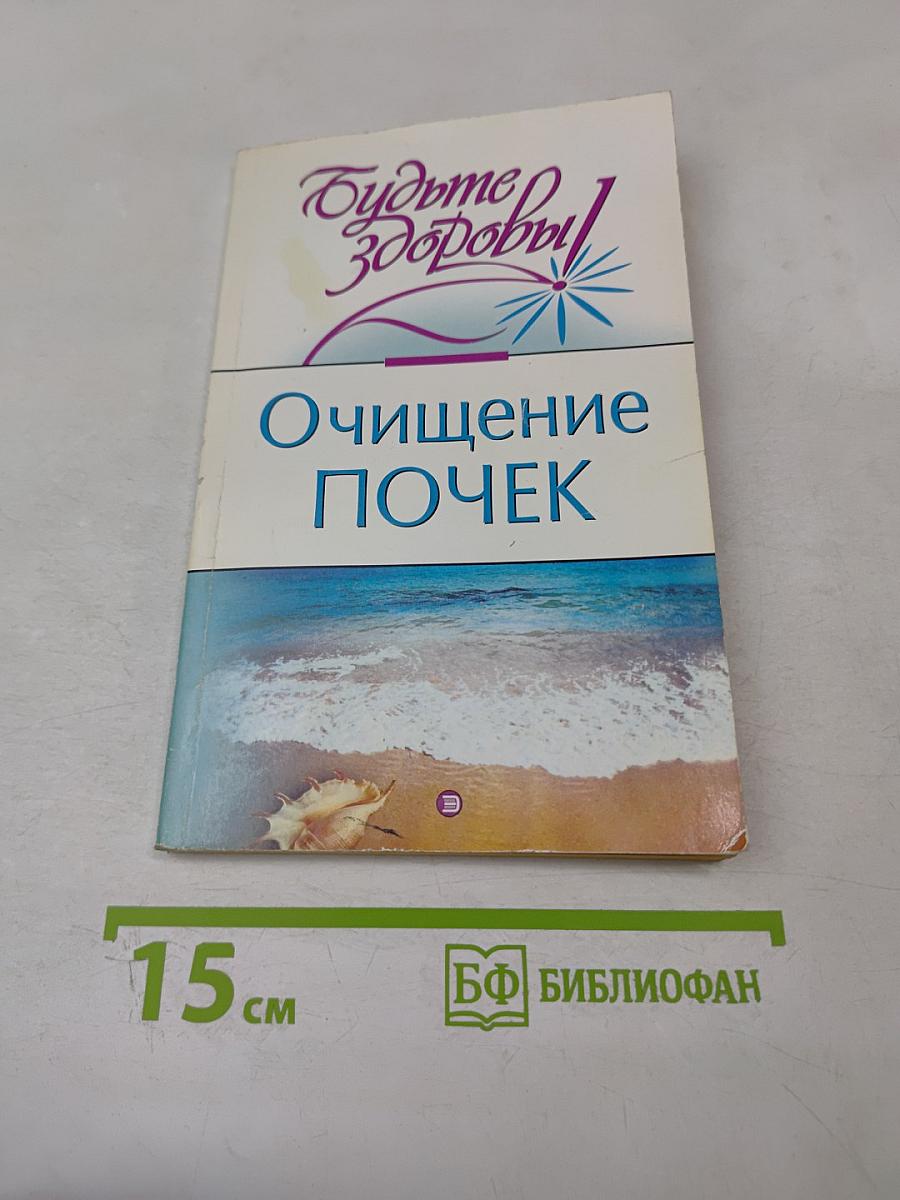 Будьте
здоровы!
Очищение
ПОЧЕК
Э
15 см
БФ БИБЛИОФАН